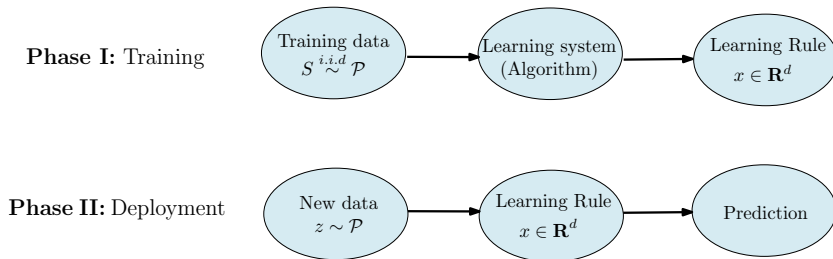 Phase I: Training
Training data
S i.i.d ∼ 𝒫
Learning system
(Algorithm)
Learning Rule
x ∈ R^d
Phase II: Deployment
New data
z ∼ 𝒫
Learning Rule
x ∈ R^d
Prediction